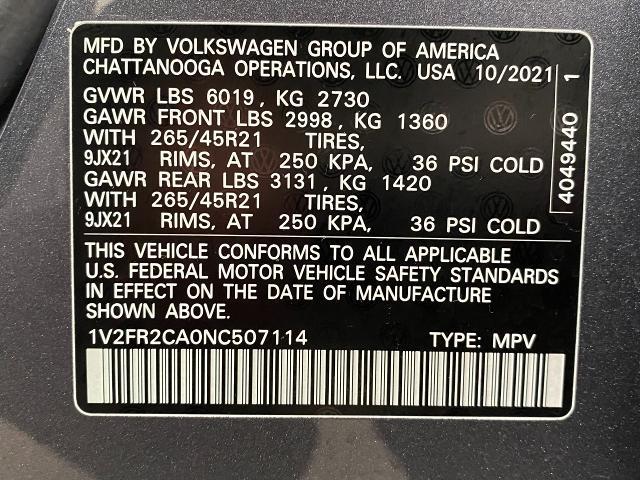 MFD BY VOLKSWAGEN GROUP OF AMERICA
CHATTANOOGA OPERATIONS, LLC. USA 10/2021
GVWR LBS 6019, KG 2730
GAWR FRONT LBS 2998, KG 1360
WITH 265/45R21 TIRES,
9JX21 RIMS, AT 250 KPA, 36 PSI COLD
GAWR REAR LBS 3131, KG 1420
WITH 265/45R21 TIRES,
9JX21 RIMS, AT 250 KPA, 36 PSI COLD
THIS VEHICLE CONFORMS TO ALL APPLICABLE
U.S. FEDERAL MOTOR VEHICLE SAFETY STANDARDS
IN EFFECT ON THE DATE OF MANUFACTURE
SHOWN ABOVE.
1V2FR2CA0NC507114 TYPE: MPV
4049440 1